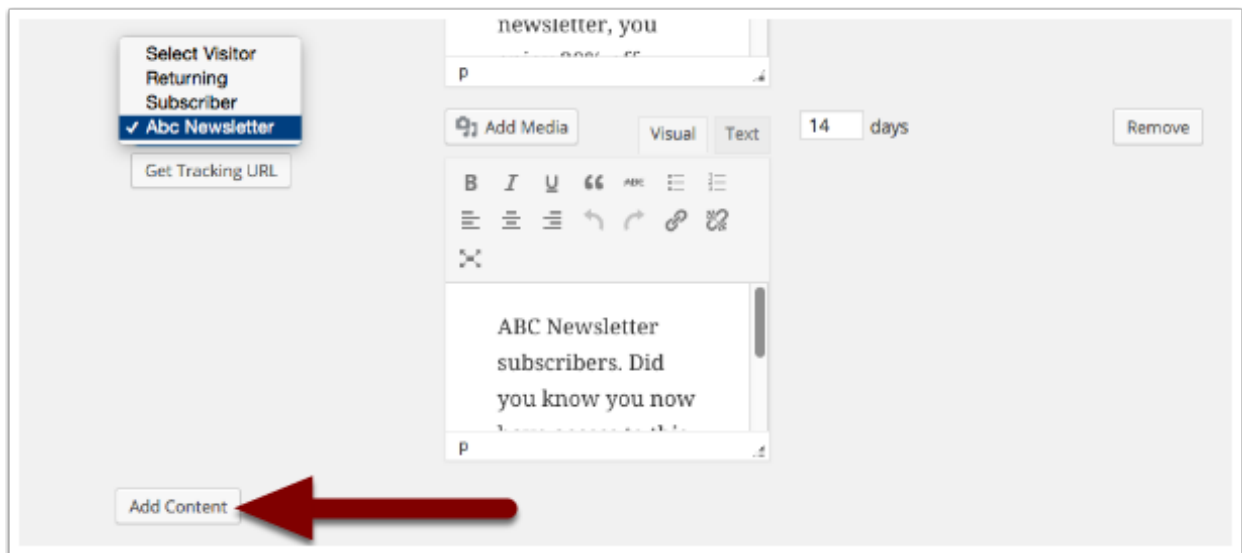 newsletter, you
p
Select Visitor
Returning
Subscriber
✓ Abc Newsletter
Get Tracking URL
Add Media
Visual
Text
14 days
Remove
B I U ABC
ABC Newsletter
subscribers. Did
you know you now
p
Add Content